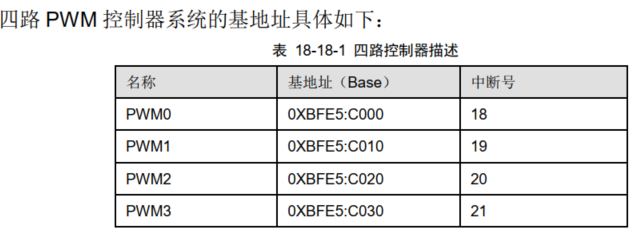 四路 PWM 控制器系统的基地址具体如下：
表 18-18-1 四路控制器描述
名称 基地址（Base） 中断号
PWM0 0XBFE5:C000 18
PWM1 0XBFE5:C010 19
PWM2 0XBFE5:C020 20
PWM3 0XBFE5:C030 21